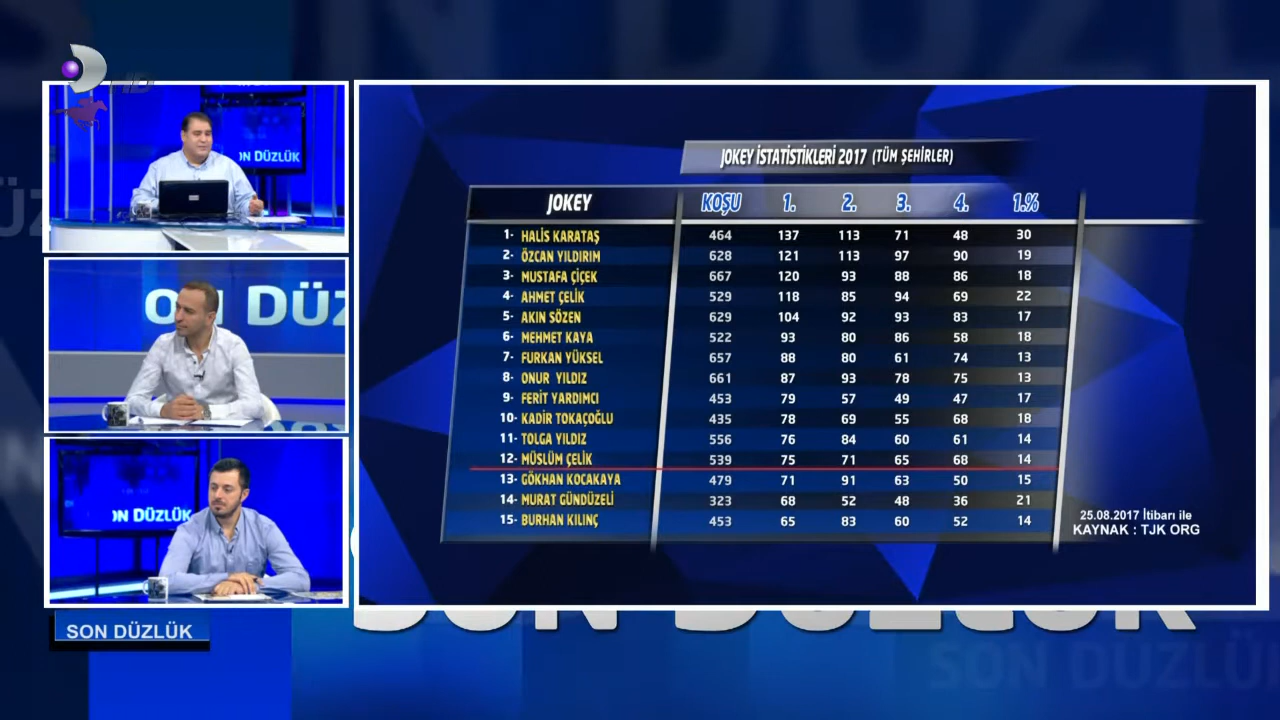 HD
ON DÜZLÜK
ON DÜZ
ON DÜZLÜK
SON DÜZLÜK
JOKEY İSTATİSTİKLERİ 2017 (TÜM ŞEHİRLER)
JOKEY KOŞU 1. 2. 3. 4. 1.%
1- HALİS KARATAŞ 464 137 113 71 48 30
2- ÖZCAN YILDIRIM 628 121 113 97 90 19
3- MUSTAFA ÇİÇEK 667 120 93 88 86 18
4- AHMET ÇELİK 529 118 85 94 69 22
5- AKIN SÖZEN 629 104 92 93 83 17
6- MEHMET KAYA 522 93 80 86 58 18
7- FURKAN YÜKSEL 657 88 80 61 74 13
8- ONUR YILDIZ 661 87 93 78 75 13
9- FERİT YARDIMCI 453 79 57 49 47 17
10- KADİR TOKAÇOĞLU 435 78 69 55 68 18
11- TOLGA YILDIZ 556 76 84 60 61 14
12- MÜSLÜM ÇELİK 539 75 71 65 68 14
13- GÖKHAN KOCAKAYA 479 71 91 63 50 15
14- MURAT GÜNDÜZELİ 323 68 52 48 36 21
15- BURHAN KILINÇ 453 65 83 60 52 14
25.08.2017 İtibarı ile
KAYNAK : TJK ORG
SON DÜZLÜK
SON DÜZLÜ